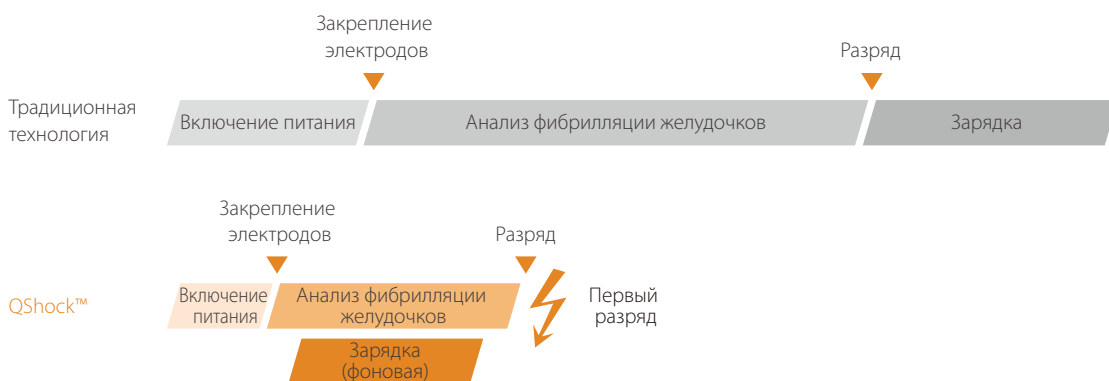 Закрепление
электродов
Разряд
Традиционная
технология
Включение питания
Анализ фибрилляции желудочков
Зарядка
Закрепление
электродов
Разряд
QShock™
Включение
питания
Анализ фибрилляции
желудочков
Первый
разряд
Зарядка
(фоновая)